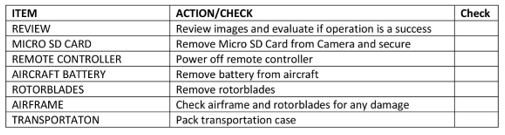 ITEM ACTION/CHECK Check
REVIEW Review images and evaluate if operation is a success
MICRO SD CARD Remove Micro SD Card from Camera and secure
REMOTE CONTROLLER Power off remote controller
AIRCRAFT BATTERY Remove battery from aircraft
ROTORBLADES Remove rotorblades
AIRFRAME Check airframe and rotorblades for any damage
TRANSPORTATON Pack transportation case